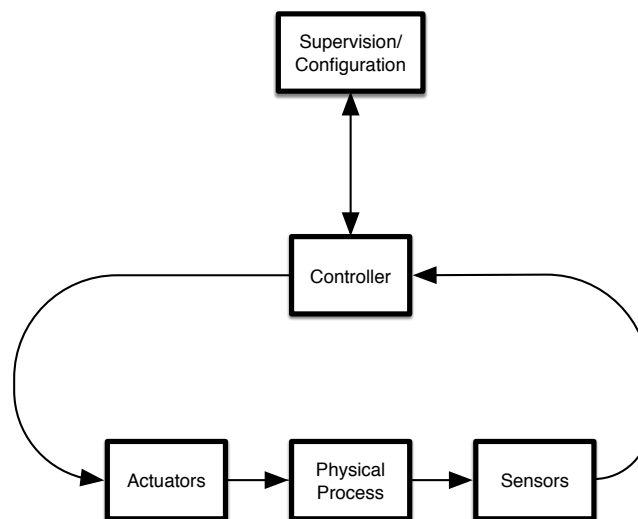 Supervision/
Configuration
Controller
Actuators
Physical
Process
Sensors